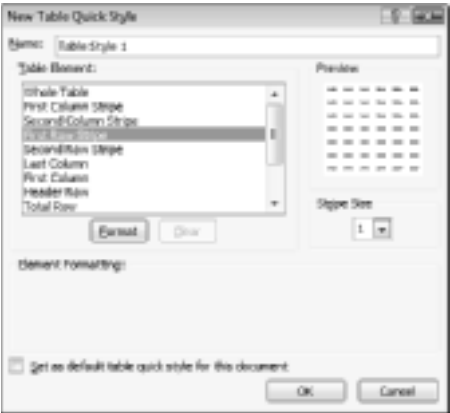 New Table Quick Style
Name: Table Style 1
Table Element:
Preview
Whole Table
First Column Stripe
Second Column Stripe
First Row Stripe
Second Row Stripe
Last Column
First Column
Header Row
Total Row
Stripe Size
Format Clear
1
Element Formatting:
Set as default table quick style for this document
OK Cancel